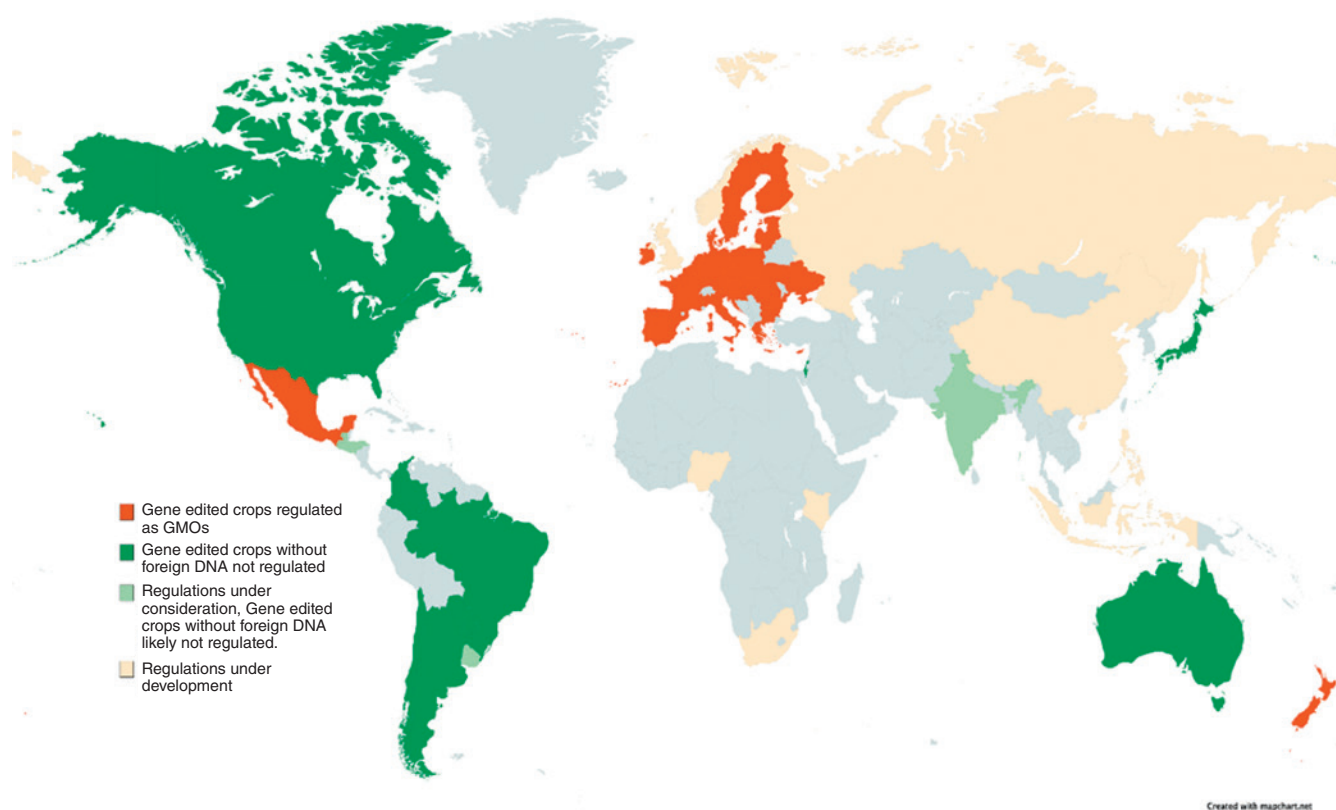 Gene edited crops regulated
as GMOs
Gene edited crops without
foreign DNA not regulated
Regulations under
consideration, Gene edited
crops without foreign DNA
likely not regulated.
Regulations under
development
Created with mapchart.net